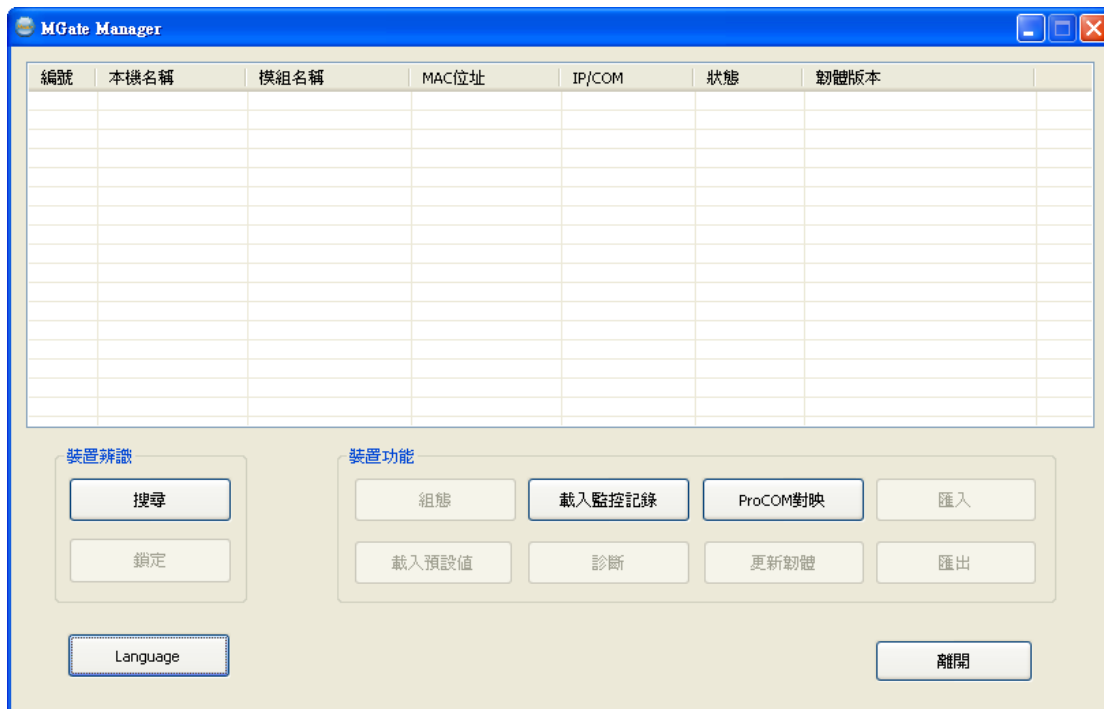 MGate Manager
編號 本機名稱 模組名稱 MAC位址 IP/COM 狀態 韌體版本
裝置辨識 裝置功能
搜尋 組態 載入監控記錄 ProCOM對映 匯入
鎖定 載入預設值 診斷 更新韌體 匯出
Language 離開